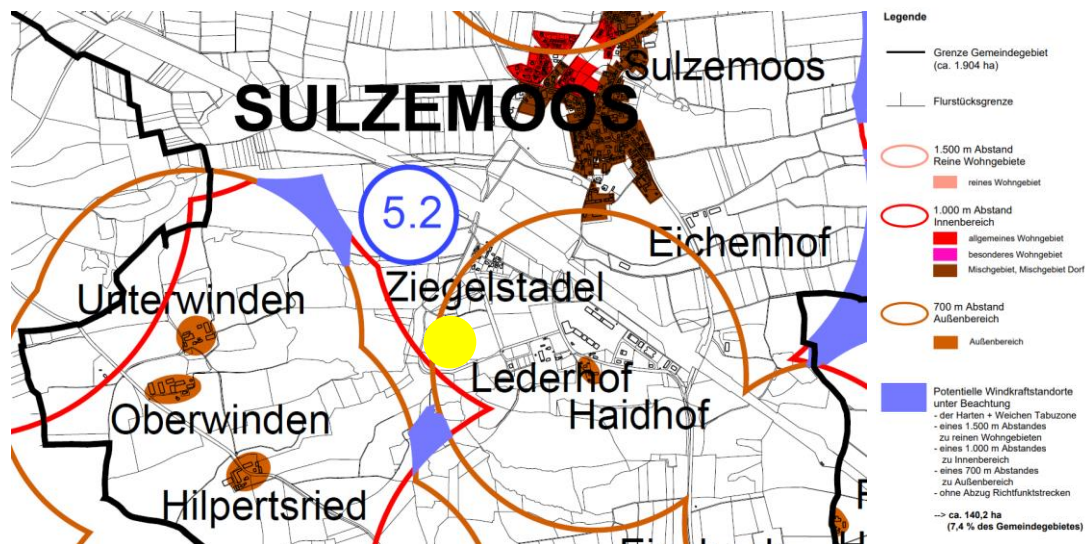 Sulzemoos
SULZEMOOS
5.2
Eichenhof
Ziegelstadel
Unterwinden
Lederhof
Haidhof
Oberwinden
Hilpertsried
Legende
Grenze Gemeindegebiet
(ca. 1.904 ha)
Flurstücksgrenze
1.500 m Abstand
Reine Wohngebiete
reines Wohngebiet
1.000 m Abstand
Innenbereich
allgemeines Wohngebiet
besonderes Wohngebiet
Mischgebiet, Mischgebiet Dorf
700 m Abstand
Außenbereich
Außenbereich
Potentielle Windkraftstandorte
unter Beachtung
- der Harten + Weichen Tabuzone
- eines 1.500 m Abstandes
zu reinen Wohngebieten
- eines 1.000 m Abstandes
zu Innenbereich
- eines 700 m Abstandes
zu Außenbereich
- ohne Abzug Richtfunktstrecken
--> ca. 140,2 ha
(7,4 % des Gemeindegebietes)